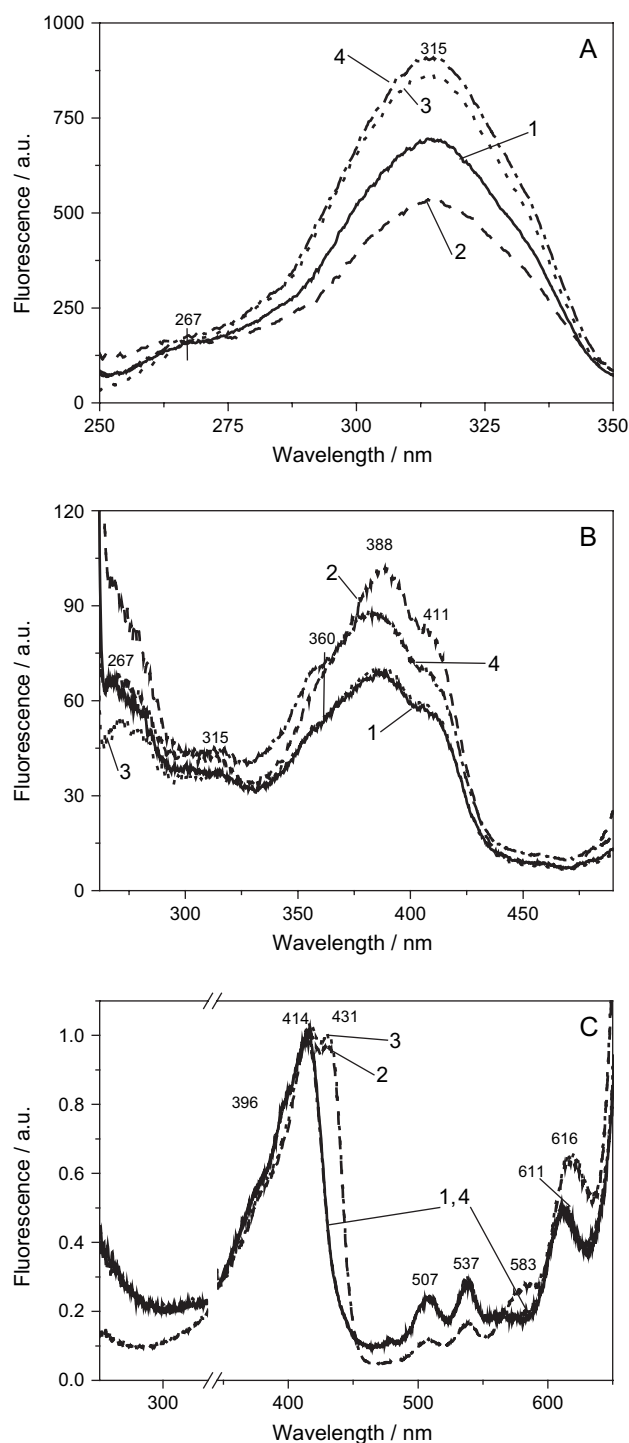 A
1000
750
500
250
0
Fluorescence / a.u.
315
4
3
1
2
267
250 275 300 325 350
Wavelength / nm
B
120
90
60
30
0
Fluorescence / a.u.
388
2
411
360
267
4
315
1
3
300 350 400 450
Wavelength / nm
C
1.0
0.8
0.6
0.4
0.2
0.0
Fluorescence / a.u.
414 431
3
2
396
616
611
1,4
507 537 583
300 400 500 600
Wavelength / nm